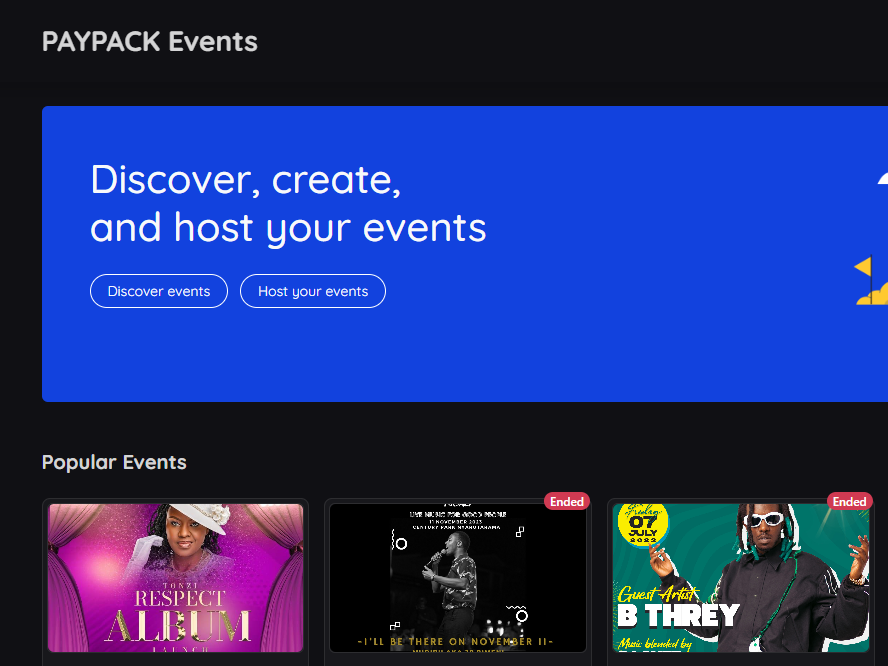 PAYPACK Events
Discover, create,
and host your events
Discover events
Host your events
Popular Events
TONZI
RESPECT
ALBUM
LAUNCH
Ended
LIVE MUSIC FOR GOOD PEOPLE
11 NOVEMBER 2023
CENTURY PARK NYARUTARAMA
-I'LL BE THERE ON NOVEMBER 11-
Ended
Friday
07
JULY
2023
Guest Artist
B THREY
Music blended by